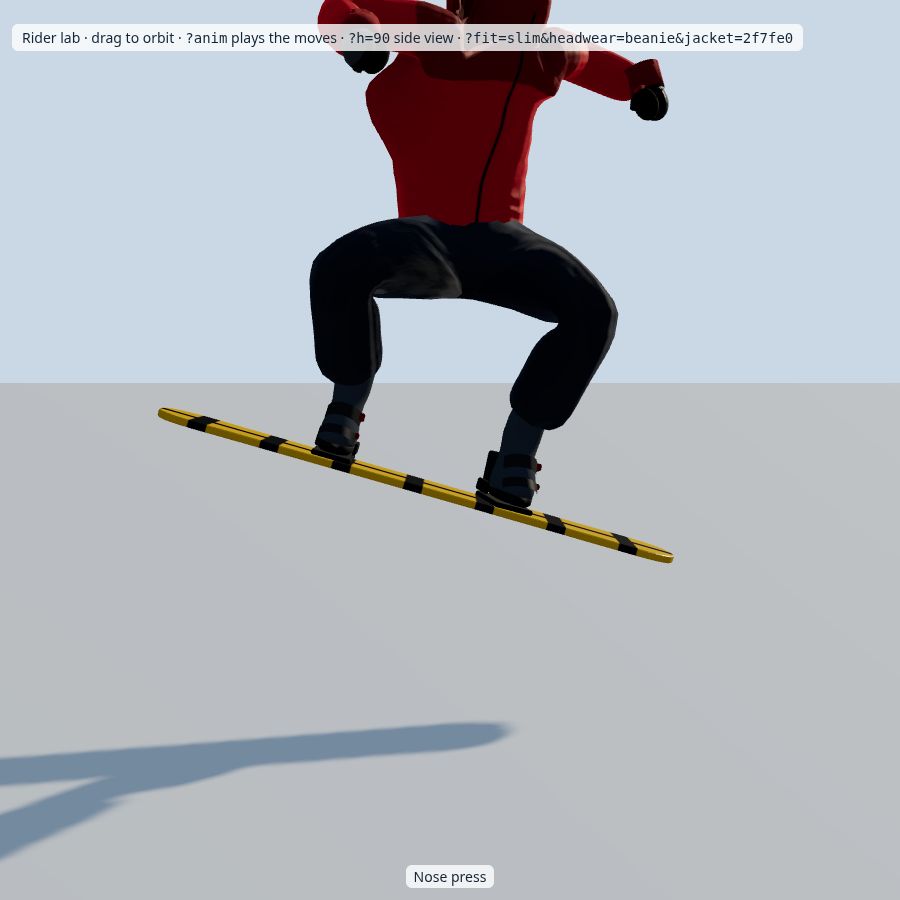 Rider lab · drag to orbit · ?anim plays the moves · ?h=90 side view · ?fit=slim&headwear=beanie&jacket=2f7fe0
Nose press